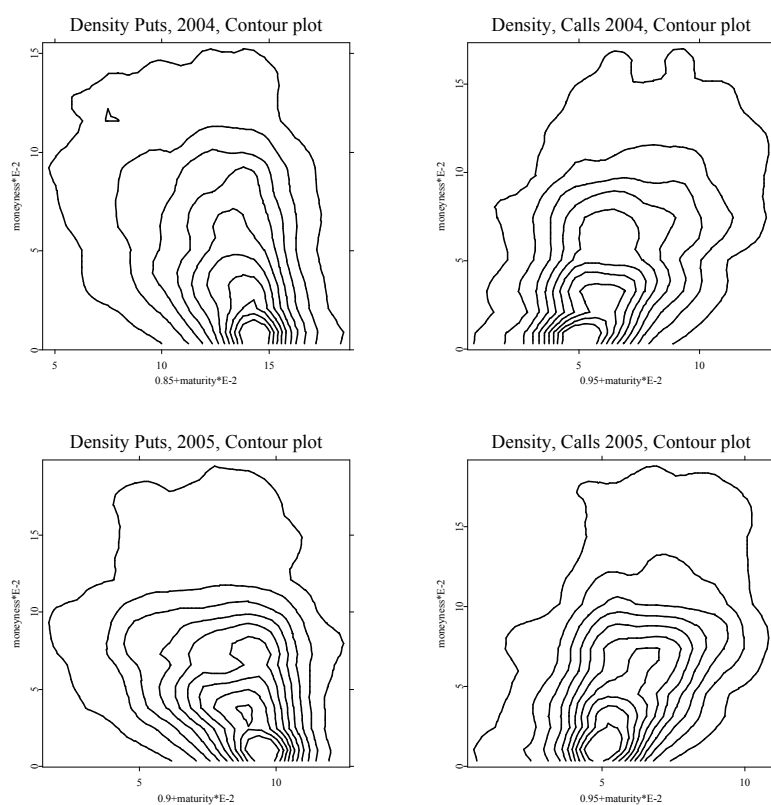 Density Puts, 2004, Contour plot
15
10
5
0
moneyness*E-2
5 10 15
0.85+maturity*E-2
Density, Calls 2004, Contour plot
15
10
5
0
moneyness*E-2
5 10
0.95+maturity*E-2
Density Puts, 2005, Contour plot
15
10
5
0
moneyness*E-2
5 10
0.9+maturity*E-2
Density, Calls 2005, Contour plot
15
10
5
0
moneyness*E-2
5 10
0.95+maturity*E-2